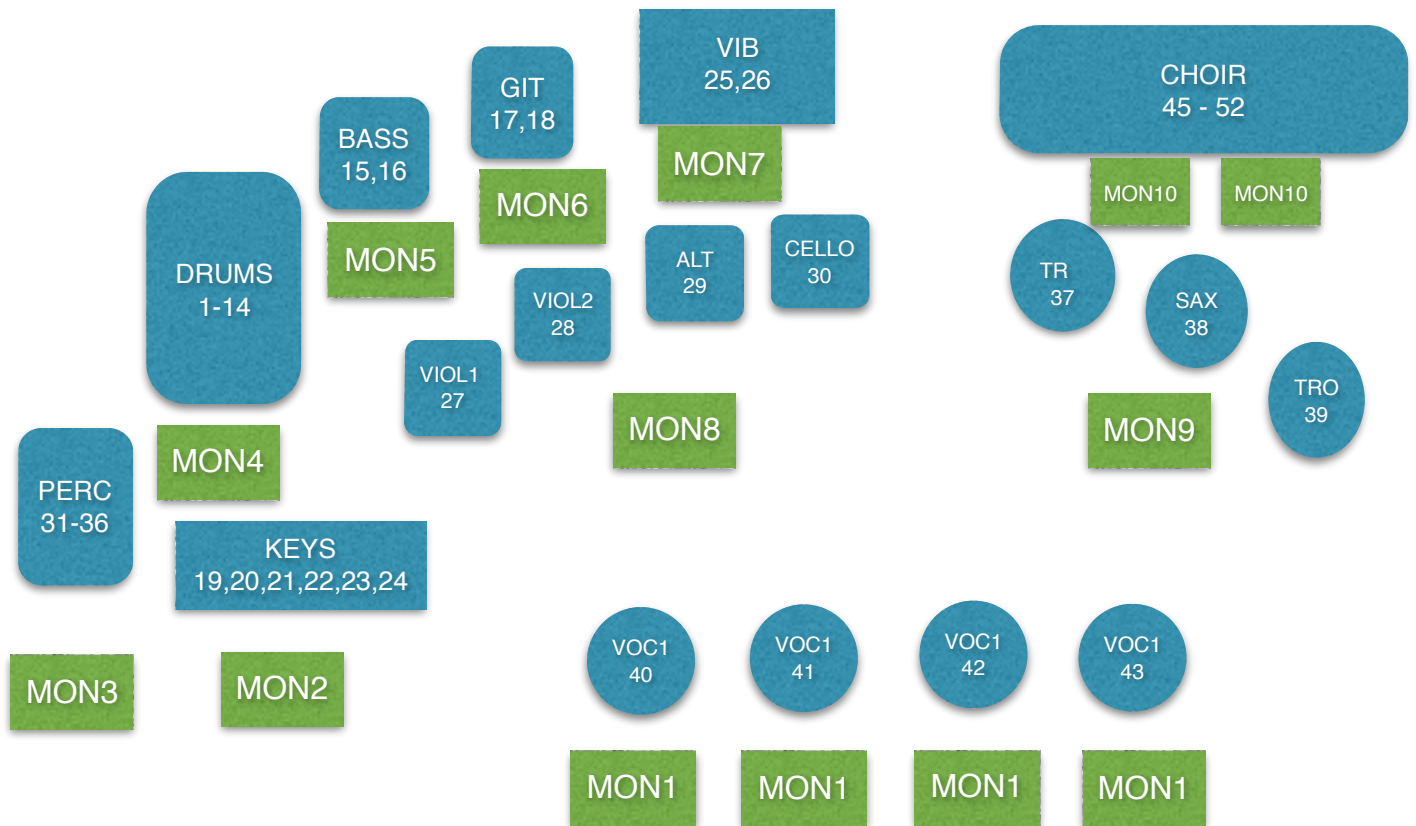 VIB
25,26
CHOIR
45 - 52
GIT
17,18
BASS
15,16
MON7
MON10
MON10
MON6
MON5
DRUMS
1-14
ALT
29
CELLO
30
TR
37
SAX
38
VIOL2
28
VIOL1
27
TRO
39
MON8
MON9
MON4
PERC
31-36
KEYS
19,20,21,22,23,24
VOC1
40
VOC1
41
VOC1
42
VOC1
43
MON3
MON2
MON1
MON1
MON1
MON1